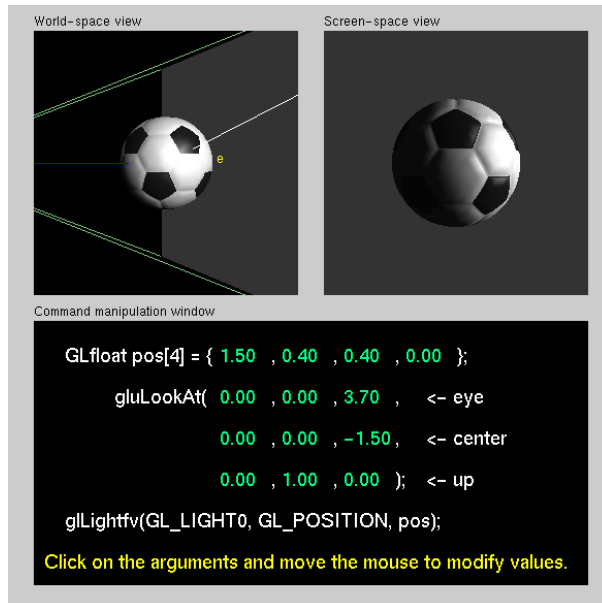 World-space view
Screen-space view
e
Command manipulation window
GLfloat pos[4] = { 1.50 , 0.40 , 0.40 , 0.00 };
gluLookAt( 0.00 , 0.00 , 3.70 , <- eye
0.00 , 0.00 , -1.50 , <- center
0.00 , 1.00 , 0.00 ); <- up
glLightfv(GL_LIGHT0, GL_POSITION, pos);
Click on the arguments and move the mouse to modify values.